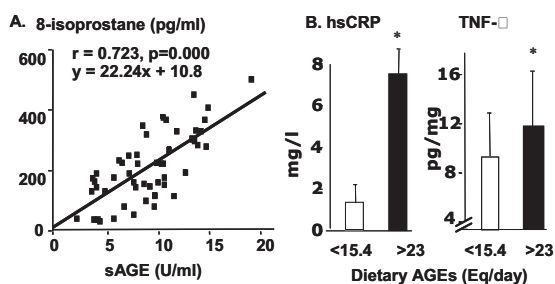 A. 8-isoprostane (pg/ml)
r = 0.723, p=0.000
y = 22.24x + 10.8
600
400
200
0
0 5 10 15 20
sAGE (U/ml)
B. hsCRP
*
8
6
4
2
0
mg/l
<15.4 >23
TNF-□
*
16
12
8
4
pg/mg
<15.4 >23
Dietary AGEs (Eq/day)